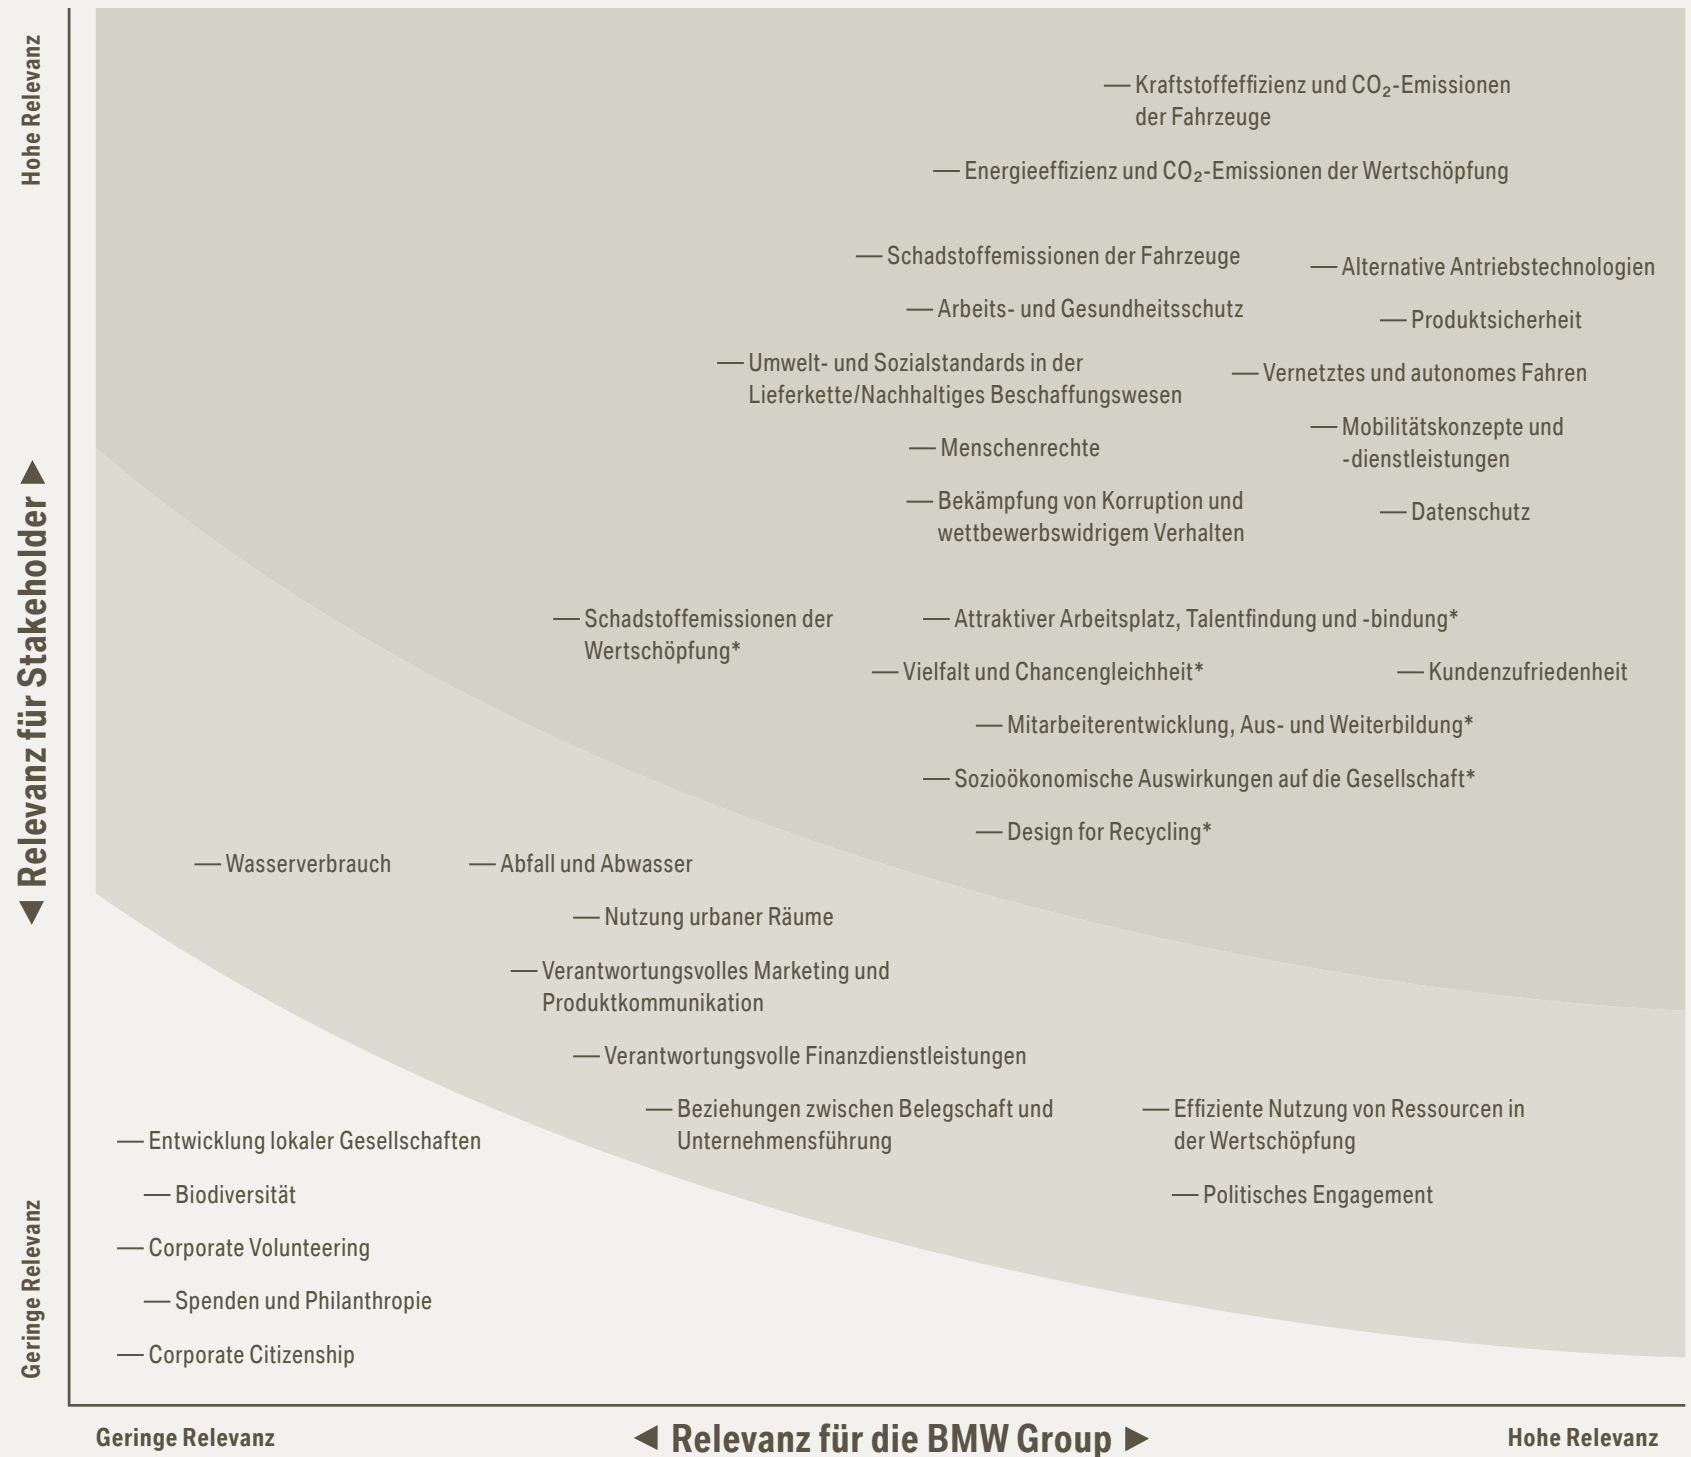 Hohe Relevanz
◀ Relevanz für Stakeholder ▶
Geringe Relevanz
— Kraftstoffeffizienz und CO₂-Emissionen
der Fahrzeuge
— Energieeffizienz und CO₂-Emissionen der Wertschöpfung
— Schadstoffemissionen der Fahrzeuge
— Alternative Antriebstechnologien
— Arbeits- und Gesundheitsschutz
— Produktsicherheit
— Umwelt- und Sozialstandards in der
Lieferkette/Nachhaltiges Beschaffungswesen
— Vernetztes und autonomes Fahren
— Menschenrechte
— Mobilitätskonzepte und
-dienstleistungen
— Bekämpfung von Korruption und
wettbewerbswidrigem Verhalten
— Datenschutz
— Schadstoffemissionen der
Wertschöpfung*
— Attraktiver Arbeitsplatz, Talentfindung und -bindung*
— Vielfalt und Chancengleichheit*
— Kundenzufriedenheit
— Mitarbeiterentwicklung, Aus- und Weiterbildung*
— Sozioökonomische Auswirkungen auf die Gesellschaft*
— Design for Recycling*
— Wasserverbrauch
— Abfall und Abwasser
— Nutzung urbaner Räume
— Verantwortungsvolles Marketing und
Produktkommunikation
— Verantwortungsvolle Finanzdienstleistungen
— Beziehungen zwischen Belegschaft und
Unternehmensführung
— Effiziente Nutzung von Ressourcen in
der Wertschöpfung
— Politisches Engagement
— Entwicklung lokaler Gesellschaften
— Biodiversität
— Corporate Volunteering
— Spenden und Philanthropie
— Corporate Citizenship
Geringe Relevanz
◀ Relevanz für die BMW Group ▶
Hohe Relevanz